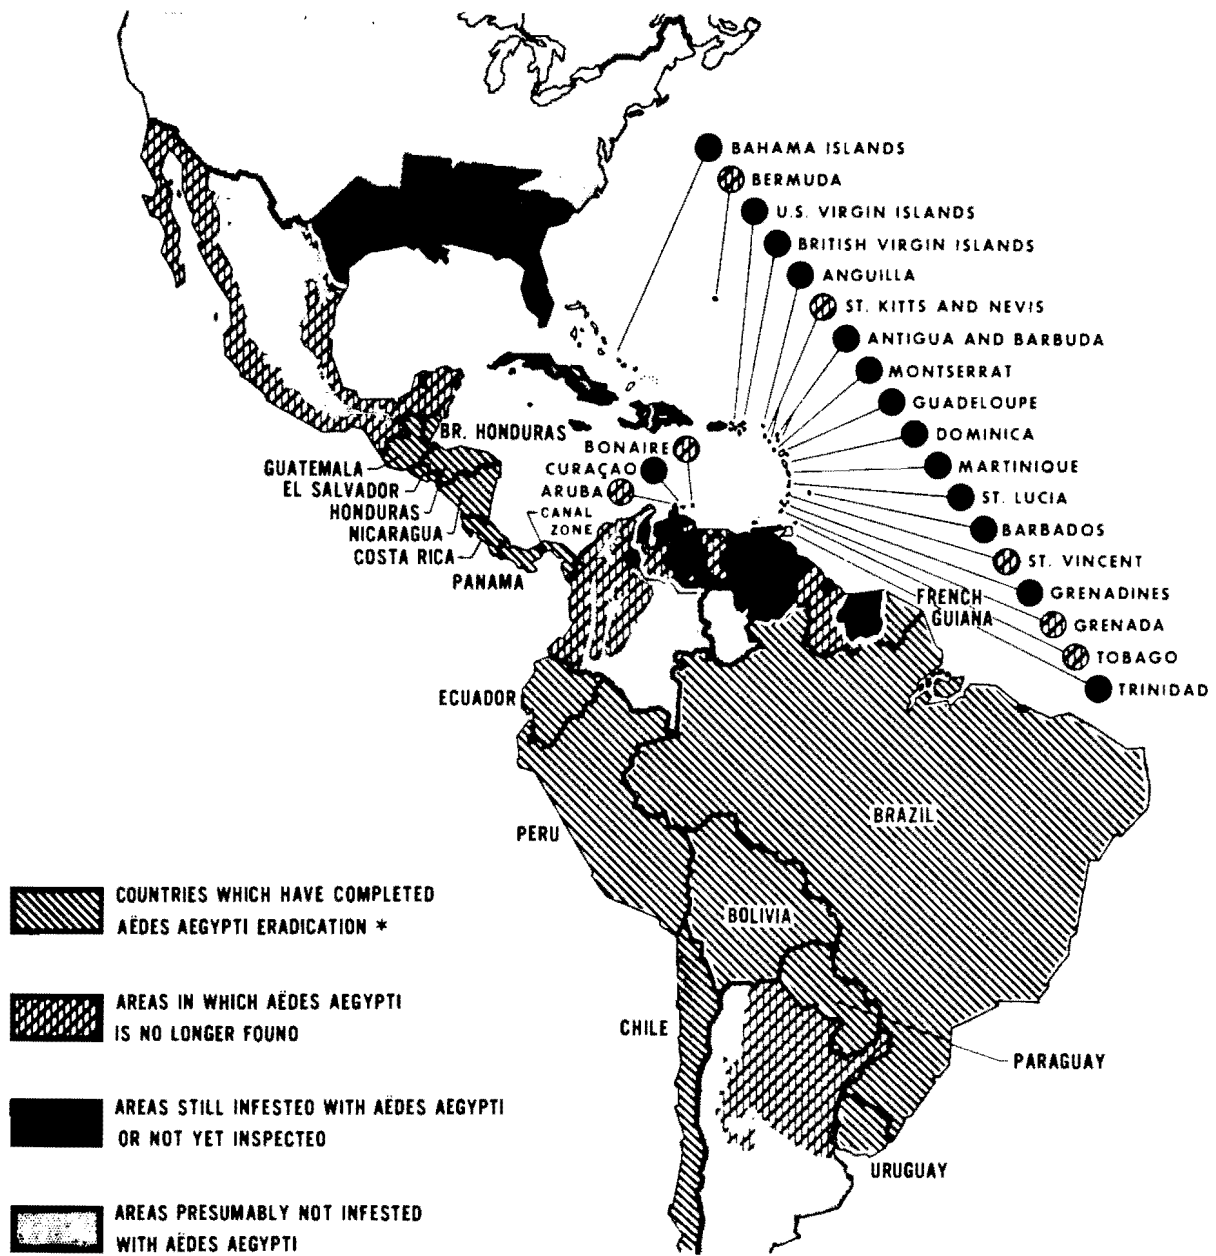 BAHAMA ISLANDS
BERMUDA
U.S. VIRGIN ISLANDS
BRITISH VIRGIN ISLANDS
ANGUILLA
ST. KITTS AND NEVIS
ANTIGUA AND BARBUDA
MONTSERRAT
GUADELOUPE
DOMINICA
MARTINIQUE
ST. LUCIA
BARBADOS
ST. VINCENT
GRENADINES
GRENADA
TOBAGO
TRINIDAD
BR. HONDURAS
BONAIRE
CURAÇAO
ARUBA
GUATEMALA
EL SALVADOR
HONDURAS
NICARAGUA
COSTA RICA
PANAMA
CANAL
ZONE
FRENCH
GUIANA
ECUADOR
PERU
BRAZIL
BOLIVIA
CHILE
PARAGUAY
URUGUAY
COUNTRIES WHICH HAVE COMPLETED
AËDES AEGYPTI ERADICATION *
AREAS IN WHICH AËDES AEGYPTI
IS NO LONGER FOUND
AREAS STILL INFESTED WITH AËDES AEGYPTI
OR NOT YET INSPECTED
AREAS PRESUMABLY NOT INFESTED
WITH AËDES AEGYPTI